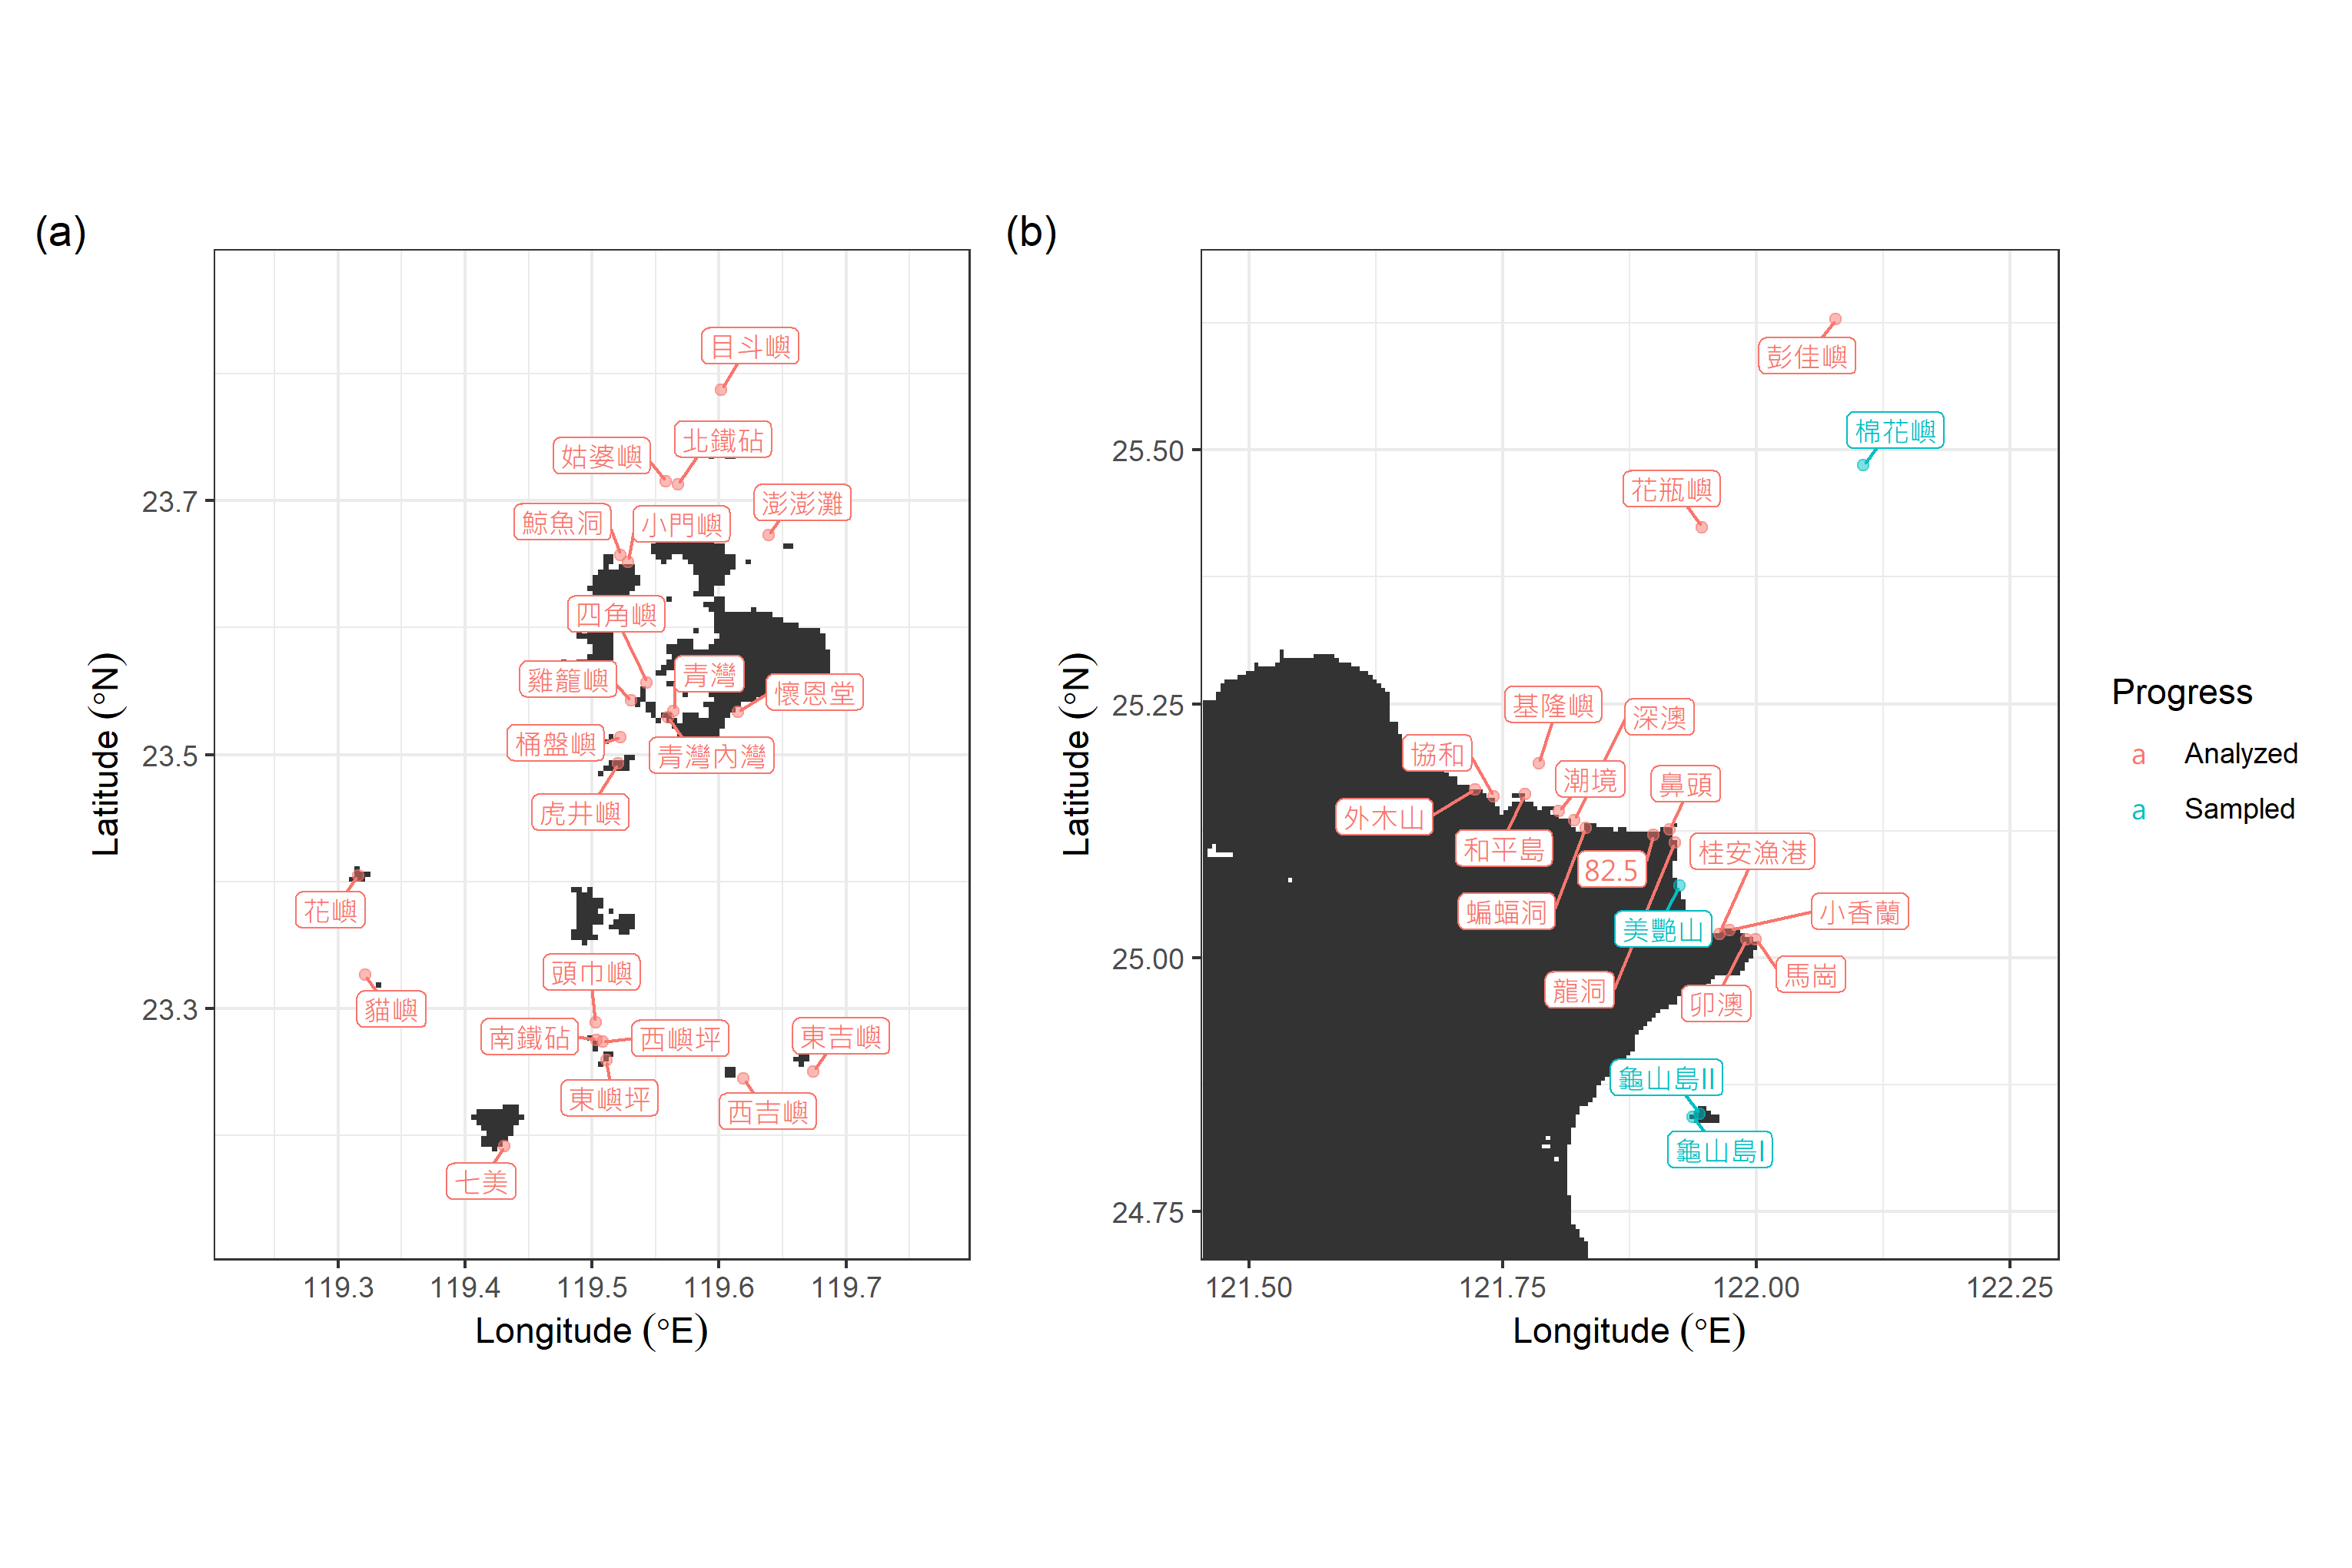 (a)
目斗嶼
北鐵砧
姑婆嶼
澎澎灘
鯨魚洞
小門嶼
四角嶼
青灣
雞籠嶼
懷恩堂
桶盤嶼
青灣內灣
虎井嶼
花嶼
頭巾嶼
貓嶼
南鐵砧
西嶼坪
東吉嶼
東嶼坪
西吉嶼
七美
23.7
23.5
23.3
119.3
119.4
119.5
119.6
119.7
Latitude (°N)
Longitude (°E)
(b)
彭佳嶼
棉花嶼
花瓶嶼
基隆嶼
深澳
協和
潮境
鼻頭
外木山
和平島
桂安漁港
82.5
蝙蝠洞
小香蘭
美艷山
馬崗
龍洞
卯澳
龜山島II
龜山島I
25.50
25.25
25.00
24.75
121.50
121.75
122.00
122.25
Latitude (°N)
Longitude (°E)
Progress
a Analyzed
a Sampled